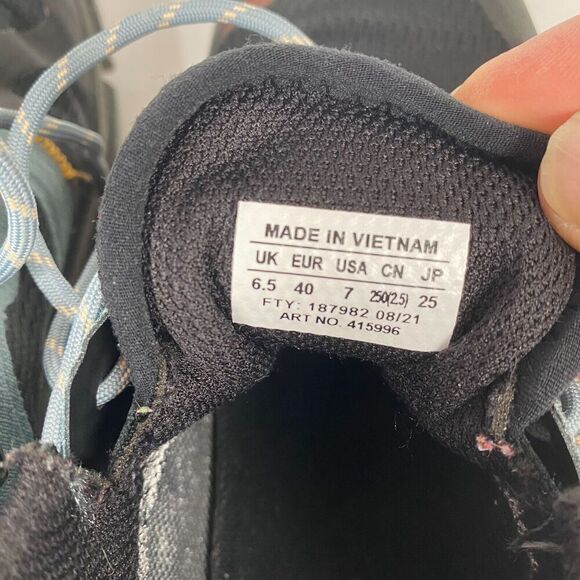 MADE IN VIETNAM
UK EUR USA CN JP
6.5 40 7 250(2.5) 25
FTY: 187982 08/21
ART NO. 415996